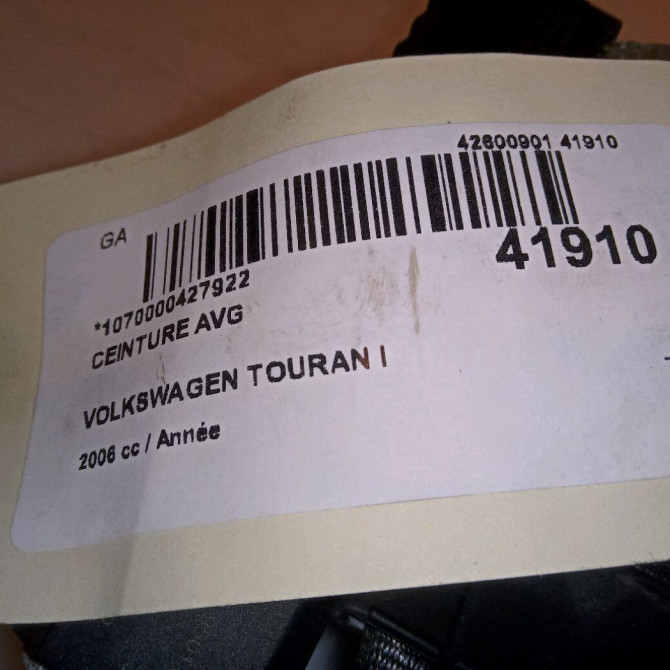 42600901 41910
GA
41910
*1070000427922
CEINTURE AVG
VOLKSWAGEN TOURAN I
2006 cc / Année